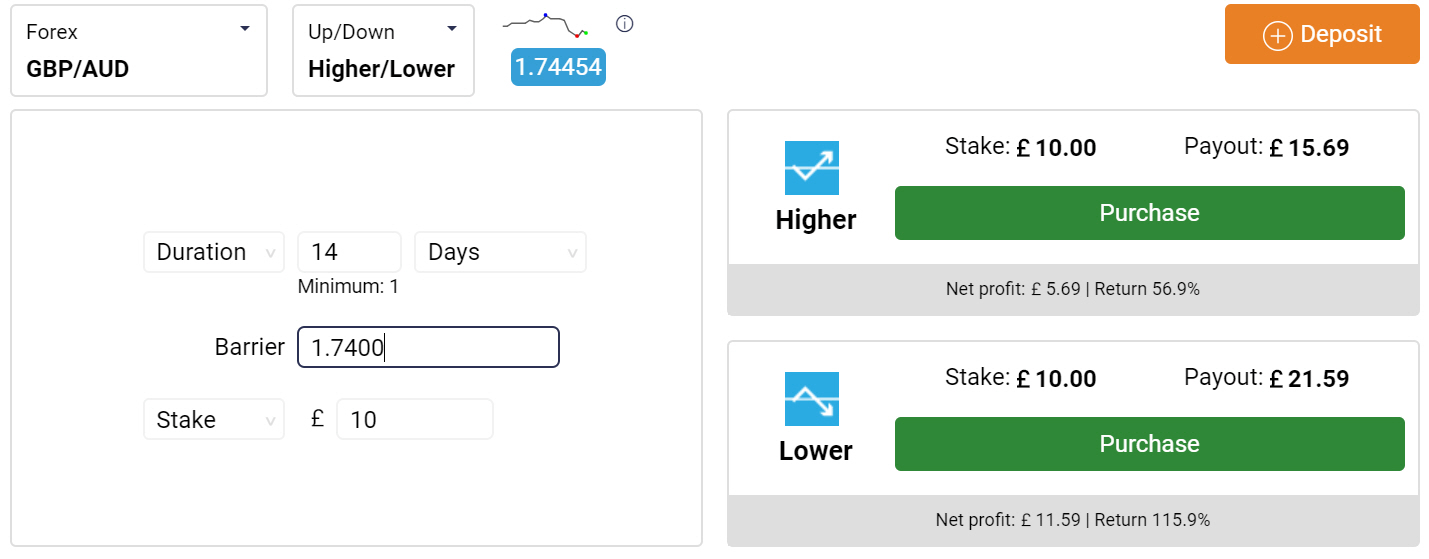 Forex
GBP/AUD
Up/Down
Higher/Lower
1.74454
Deposit
Duration 14 Days
Minimum: 1
Barrier 1.7400
Stake £ 10
Stake: £ 10.00 Payout: £ 15.69
Higher
Purchase
Net profit: £ 5.69 | Return 56.9%
Stake: £ 10.00 Payout: £ 21.59
Lower
Purchase
Net profit: £ 11.59 | Return 115.9%